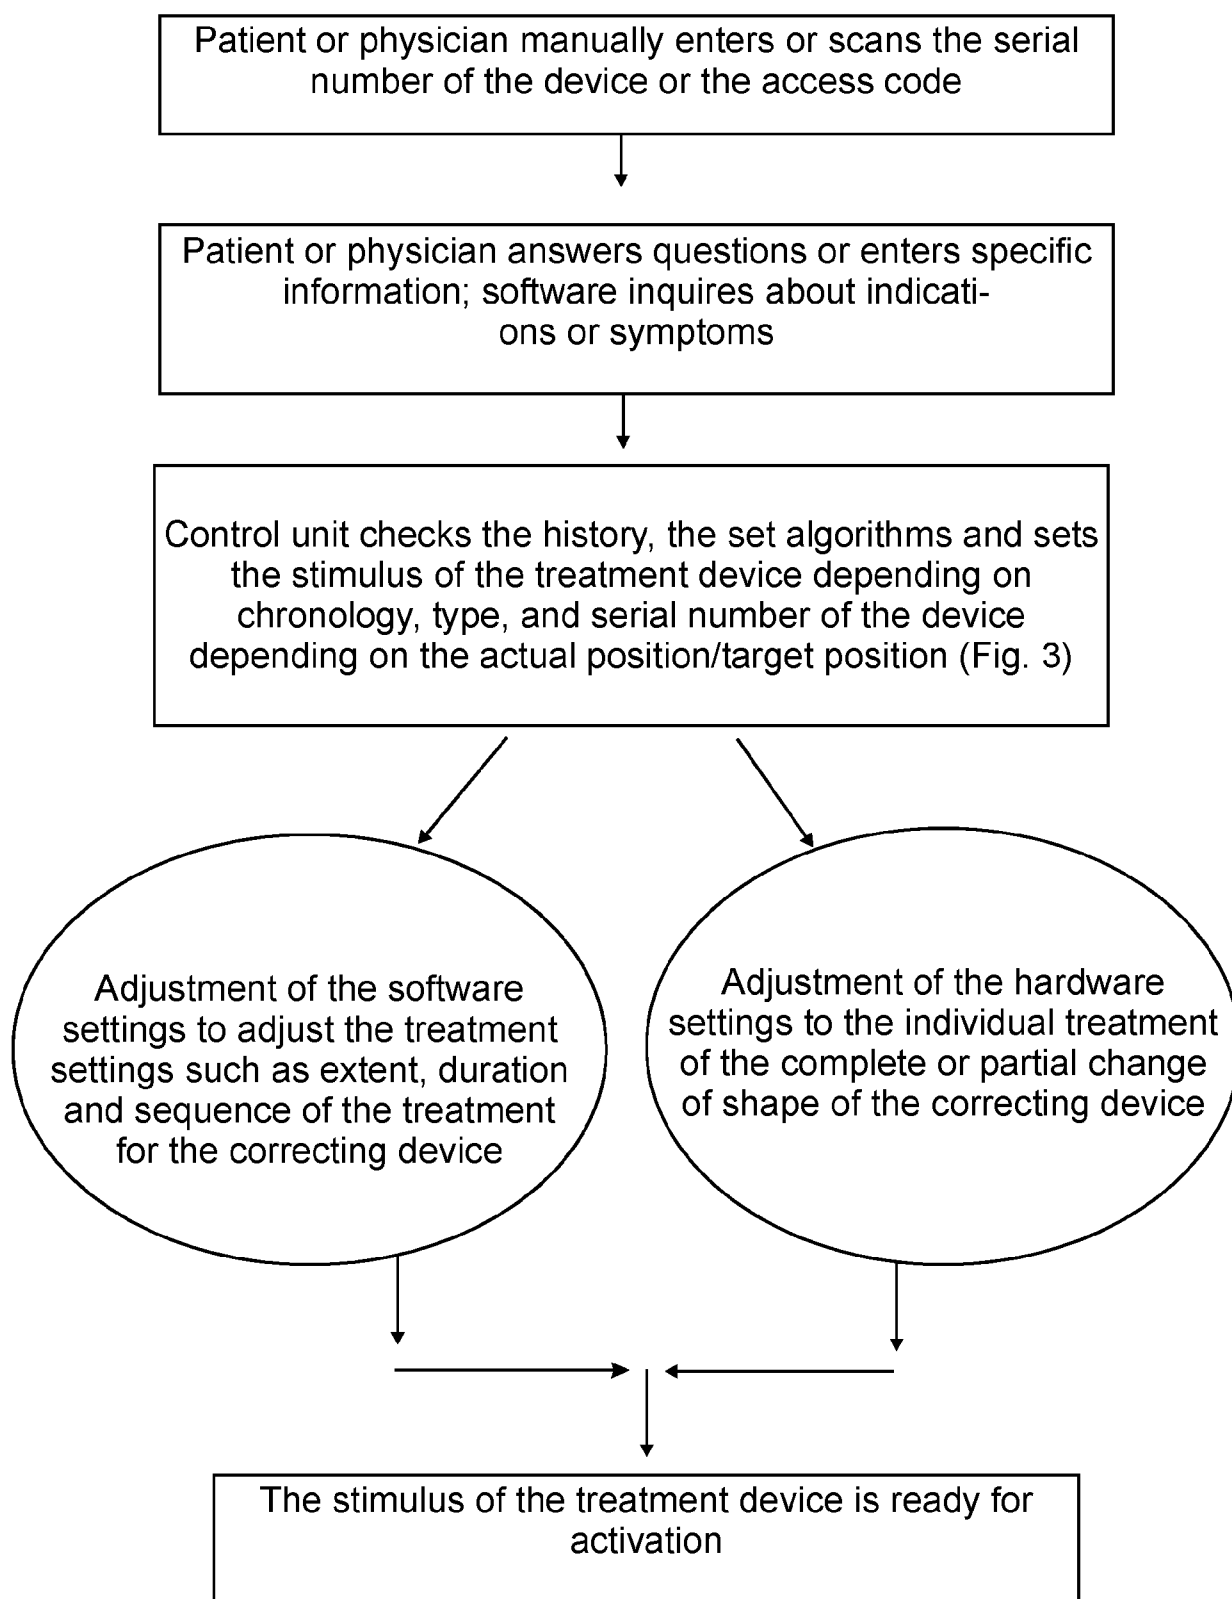 Patient or physician manually enters or scans the serial
number of the device or the access code
Patient or physician answers questions or enters specific
information; software inquires about indicati-
ons or symptoms
Control unit checks the history, the set algorithms and sets
the stimulus of the treatment device depending on
chronology, type, and serial number of the device
depending on the actual position/target position (Fig. 3)
Adjustment of the software
settings to adjust the treatment
settings such as extent, duration
and sequence of the treatment
for the correcting device
Adjustment of the hardware
settings to the individual treatment
of the complete or partial change
of shape of the correcting device
The stimulus of the treatment device is ready for
activation